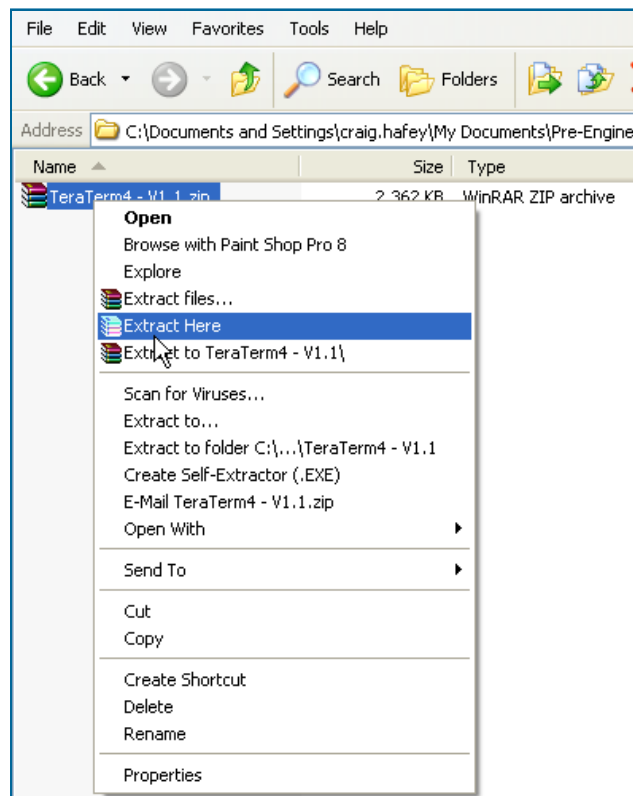 File Edit View Favorites Tools Help
Back Search Folders
Address C:\Documents and Settings\craig.hafey\My Documents\Pre-Engine
Name Size Type
TeraTerm4 - V1.1.zip 2,362 KB WinRAR ZIP archive
Open
Browse with Paint Shop Pro 8
Explore
Extract files...
Extract Here
Extract to TeraTerm4 - V1.1\
Scan for Viruses...
Extract to...
Extract to folder C:\...\TeraTerm4 - V1.1
Create Self-Extractor (.EXE)
E-Mail TeraTerm4 - V1.1.zip
Open With
Send To
Cut
Copy
Create Shortcut
Delete
Rename
Properties